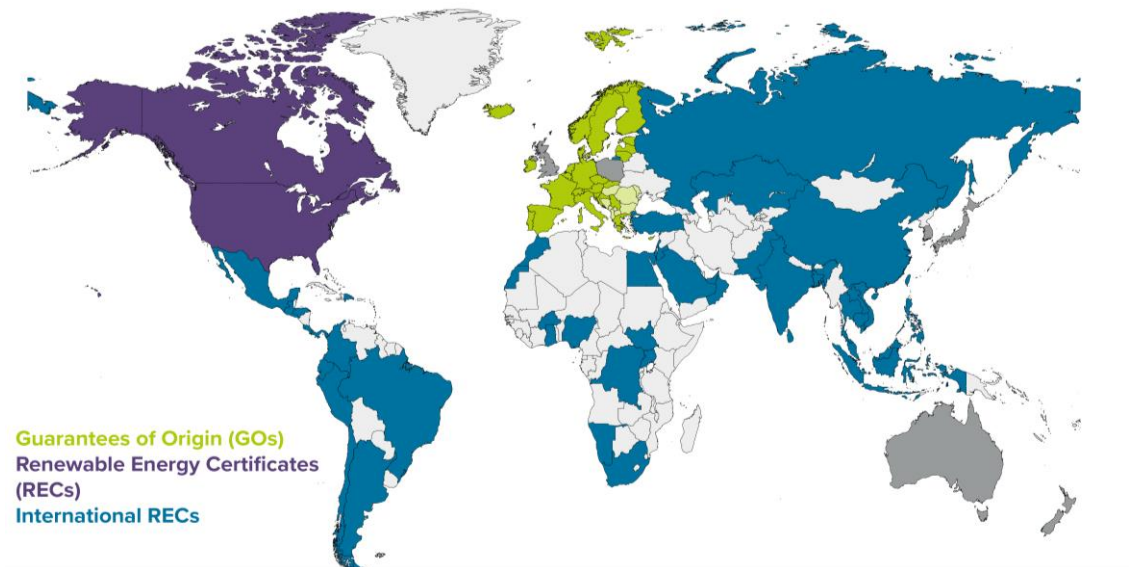 Guarantees of Origin (GOs)
Renewable Energy Certificates
(RECs)
International RECs